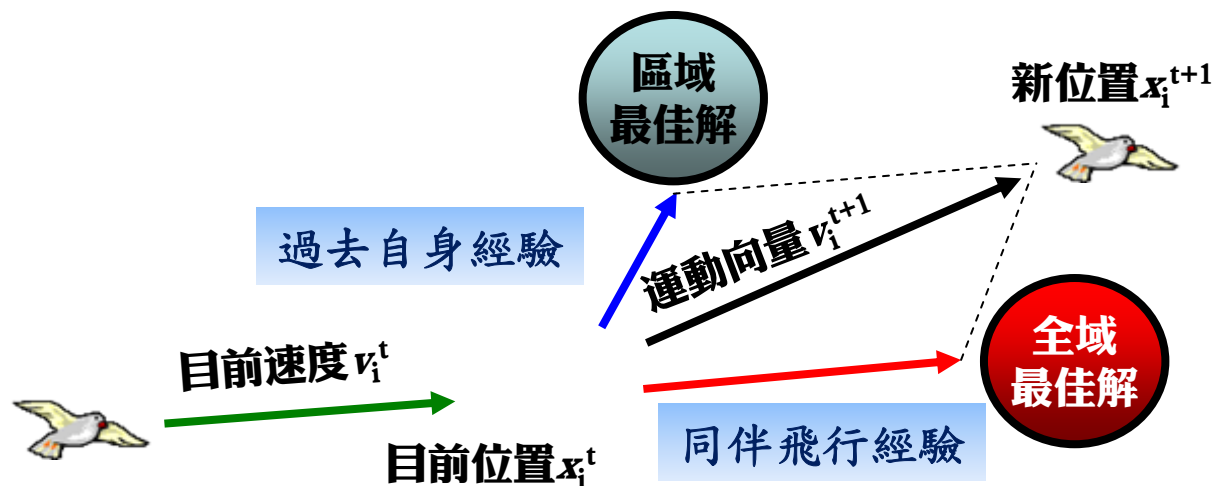 區域
最佳解
新位置xᵢᵗ⁺¹
過去自身經驗
運動向量vᵢᵗ⁺¹
目前速度vᵢᵗ
全域
最佳解
目前位置xᵢᵗ
同伴飛行經驗